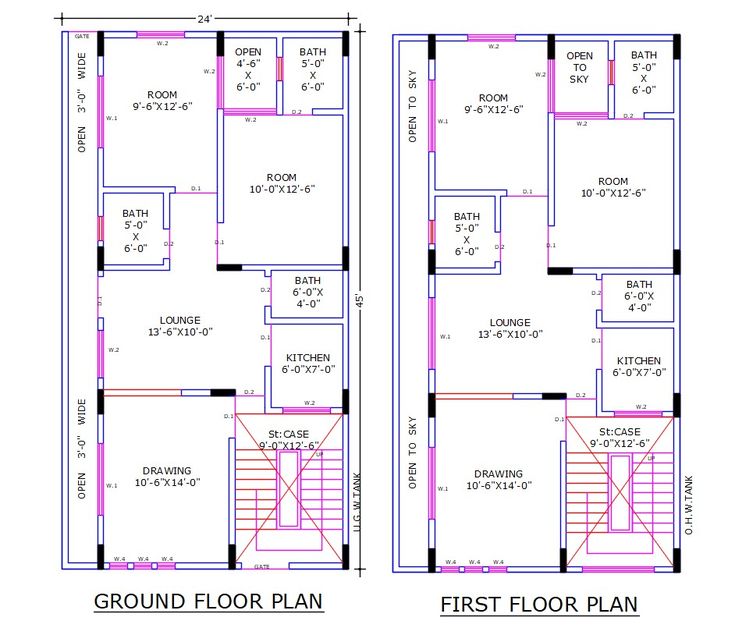 24'
GATE
W.2
OPEN 3'-0" WIDE
W.1
ROOM
9'-6"X12'-6"
OPEN
4'-6"
X
6'-0"
W.2
BATH
5'-0"
X
6'-0"
D.2
W.2
ROOM
10'-0"X12'-6"
D.1
BATH
5'-0"
X
6'-0"
D.2
D.1
45'
D.1
BATH
6'-0"X
4'-0"
D.2
LOUNGE
13'-6"X10'-0"
W.2
D.2
KITCHEN
6'-0"X7'-0"
D.1
W.2
OPEN 3'-0" WIDE
D.1
St:CASE
9'-0"X12'-6"
UP
DRAWING
10'-6"X14'-0"
W.1
U.G.W.TANK
W.4 W.4 W.4
GATE
GROUND FLOOR PLAN
W.2
OPEN TO SKY
W.1
ROOM
9'-6"X12'-6"
OPEN
TO
SKY
W.2
BATH
5'-0"
X
6'-0"
D.2
W.2
ROOM
10'-0"X12'-6"
D.1
BATH
5'-0"
X
6'-0"
D.2
D.1
BATH
6'-0"X
4'-0"
D.2
LOUNGE
13'-6"X10'-0"
W.1
D.2
KITCHEN
6'-0"X7'-0"
D.1
W.2
OPEN TO SKY
D.1
St:CASE
9'-0"X12'-6"
UP
DRAWING
10'-6"X14'-0"
W.1
O.H.W.TANK
W.4 W.4 W.4
W.2
FIRST FLOOR PLAN